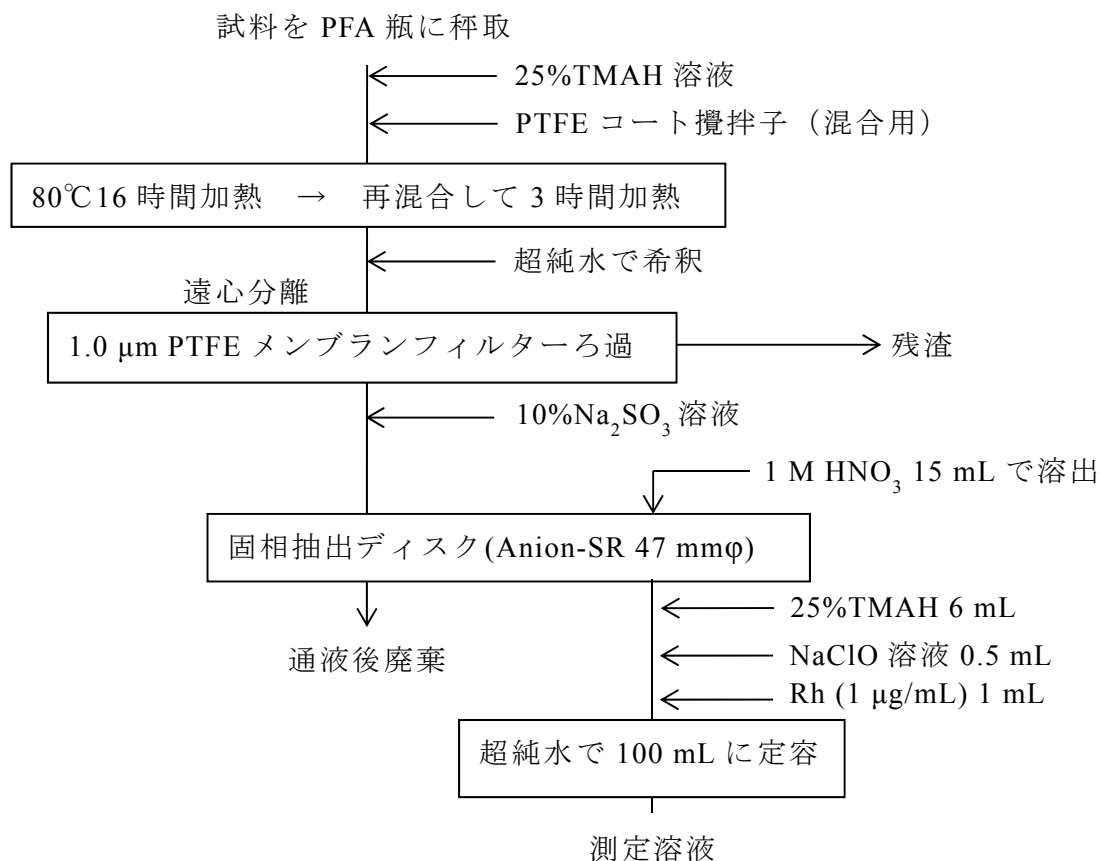 試料を PFA 瓶に秤取
25%TMAH 溶液
PTFE コート攪拌子（混合用）
80℃16 時間加熱　→　再混合して 3 時間加熱
超純水で希釈
遠心分離
1.0 μm PTFE メンブランフィルターろ過
残渣
10%Na₂SO₃ 溶液
1 M HNO₃ 15 mL で溶出
固相抽出ディスク(Anion-SR 47 mmφ)
25%TMAH 6 mL
通液後廃棄
NaClO 溶液 0.5 mL
Rh (1 μg/mL) 1 mL
超純水で 100 mL に定容
測定溶液